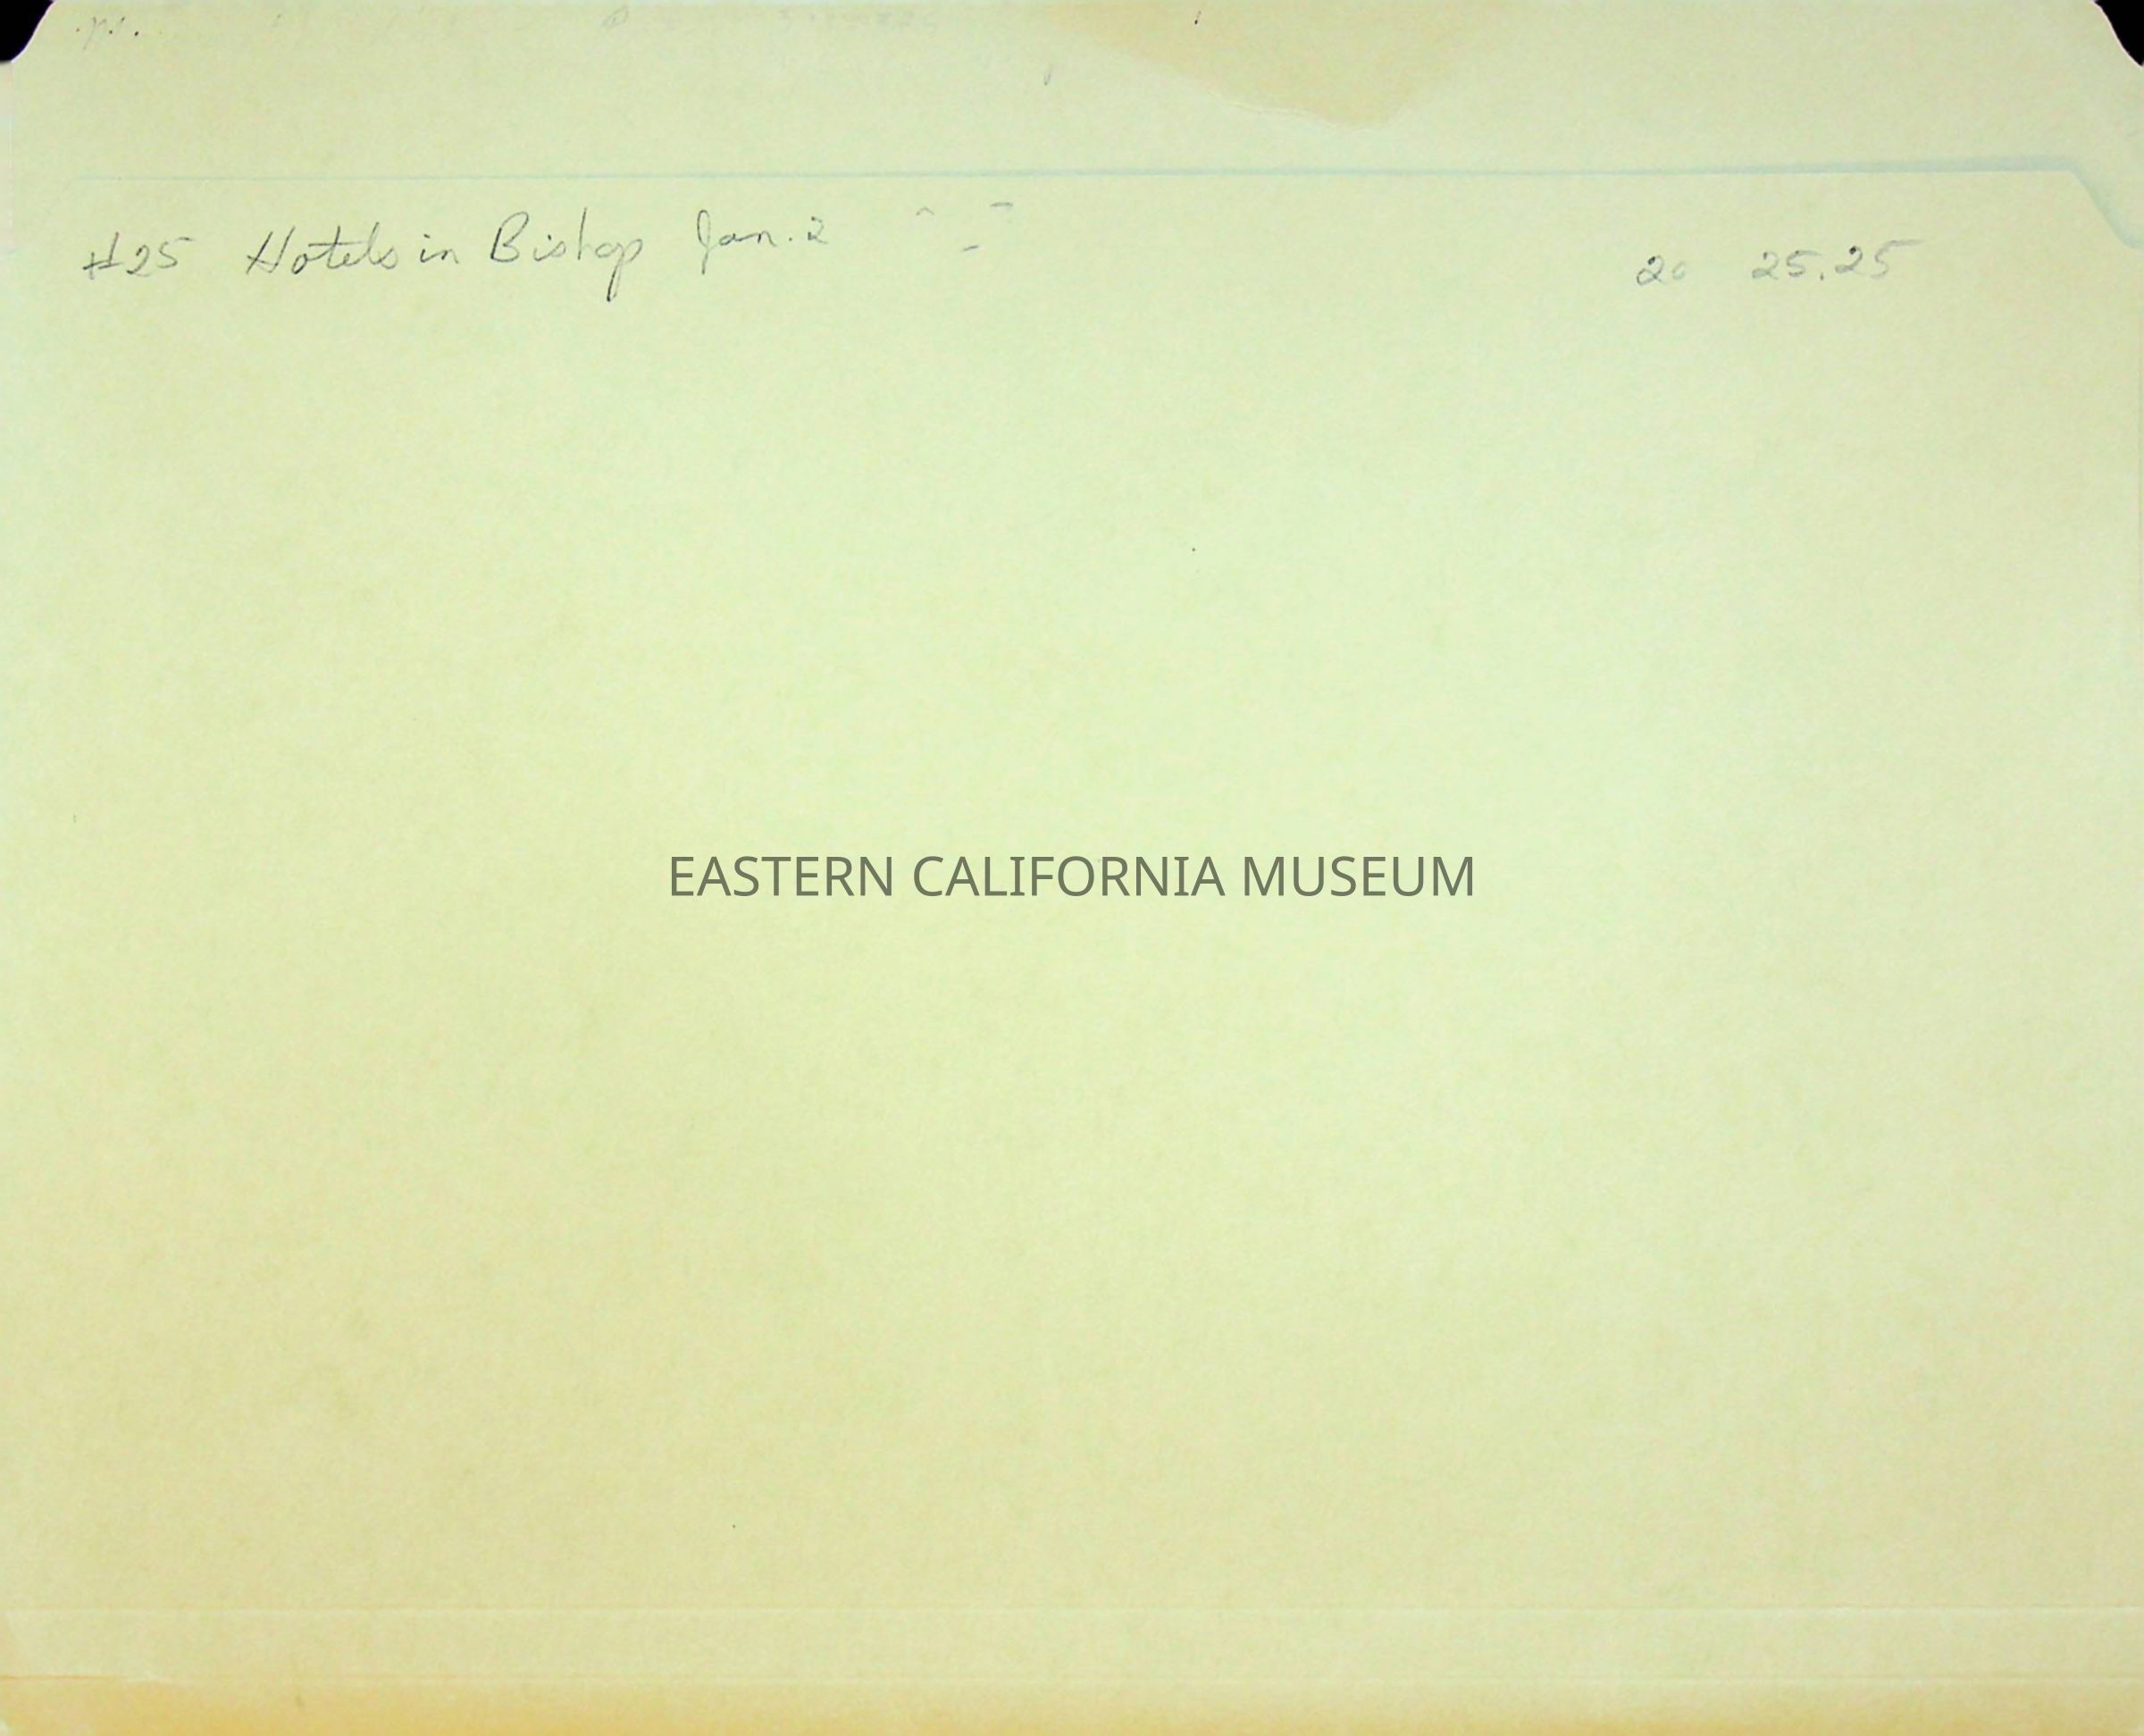 #25 Hotels in Bishop Jan. 2 20 25.25
EASTERN CALIFORNIA MUSEUM